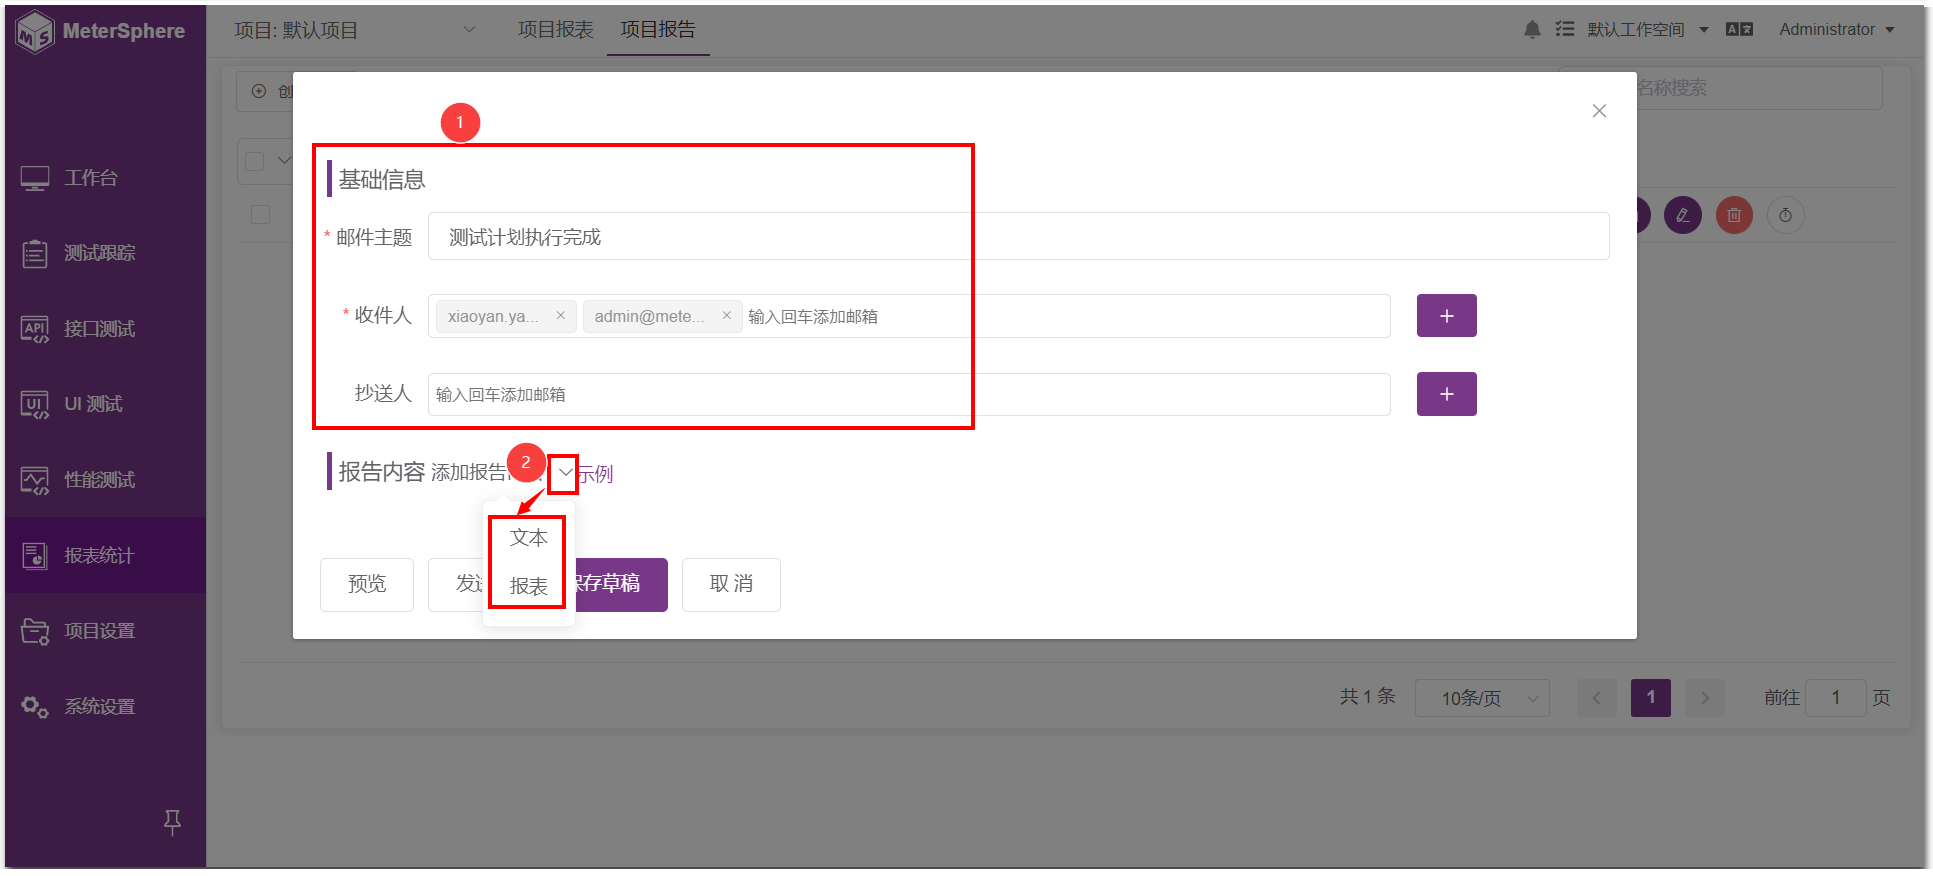 MeterSphere
项目: 默认项目
项目报表
项目报告
默认工作空间
Administrator
创
名称搜索
1
基础信息
* 邮件主题
测试计划执行完成
* 收件人
xiaoyan.ya...
admin@mete...
输入回车添加邮箱
抄送人
输入回车添加邮箱
报告内容
添加报告
2
示例
文本
报表
预览
存草稿
取 消
工作台
测试跟踪
API
接口测试
UI
UI 测试
性能测试
报表统计
项目设置
系统设置
共 1 条
10条/页
1
前往
1
页